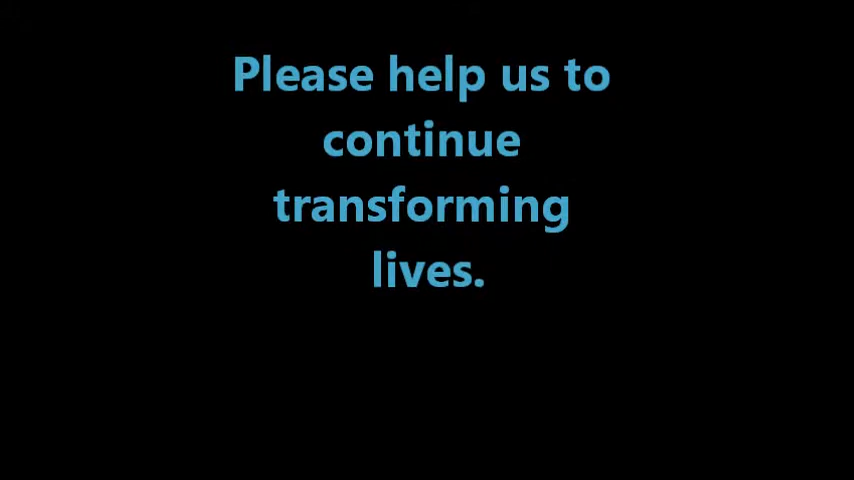 Please help us to
continue
transforming
lives.